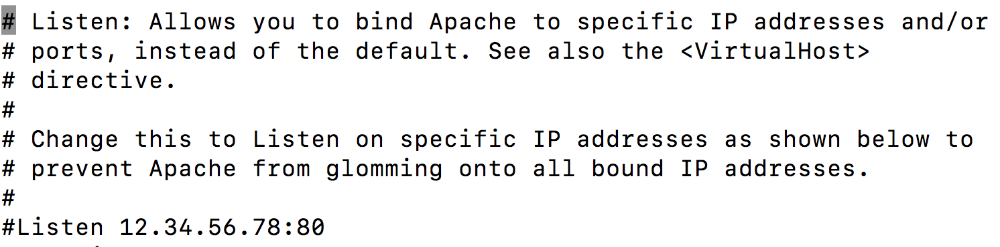 # Listen: Allows you to bind Apache to specific IP addresses and/or
# ports, instead of the default. See also the <VirtualHost>
# directive.
#
# Change this to Listen on specific IP addresses as shown below to
# prevent Apache from glomming onto all bound IP addresses.
#
#Listen 12.34.56.78:80